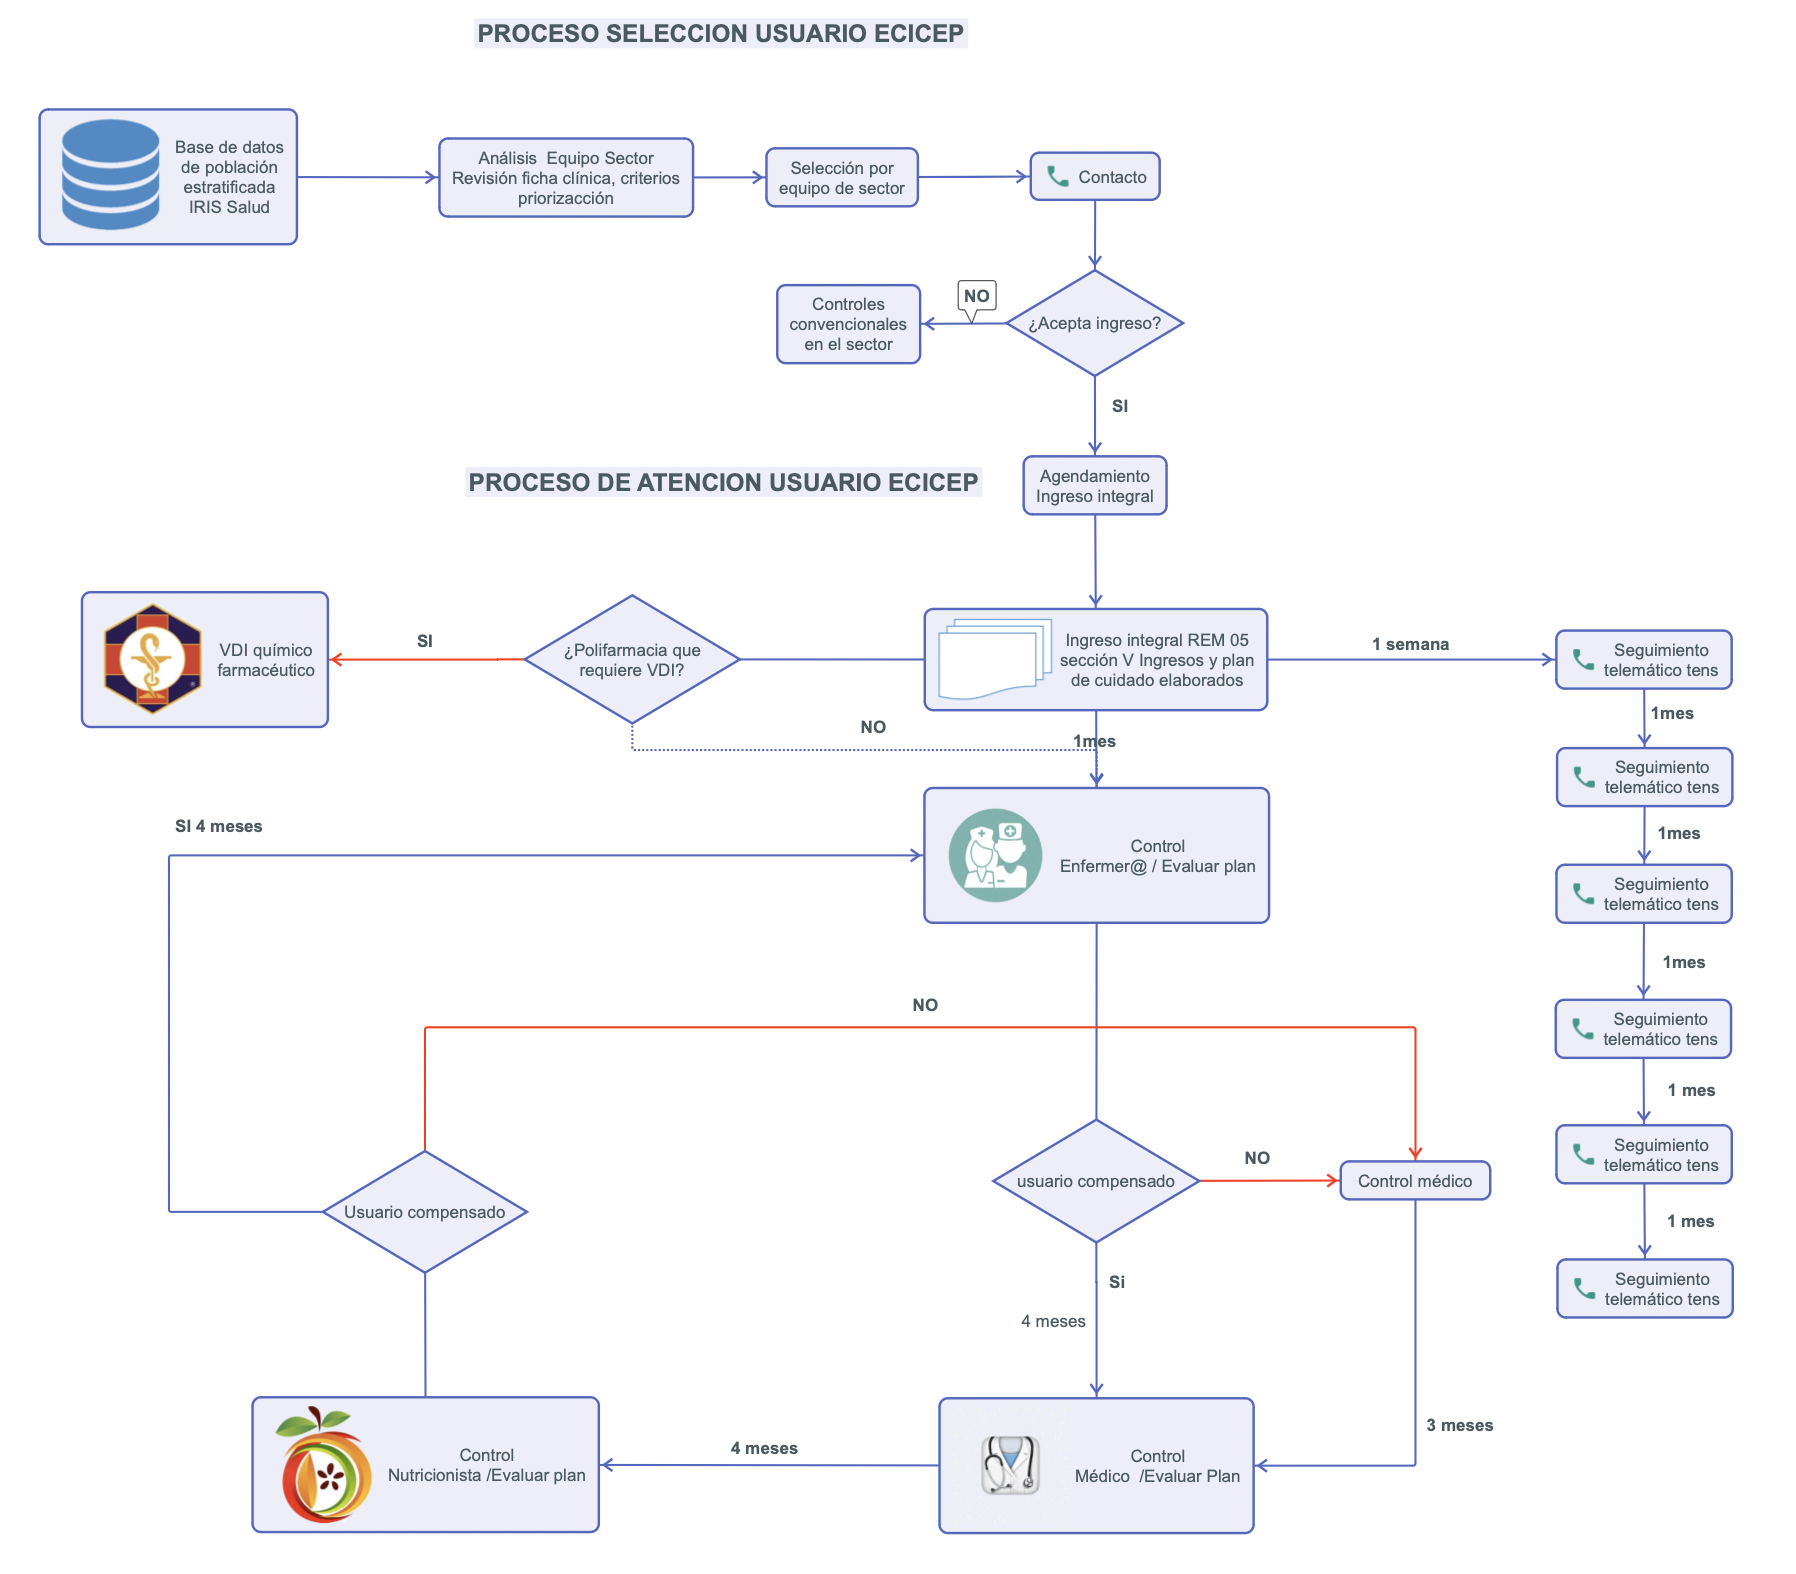 PROCESO SELECCION USUARIO ECICEP
Base de datos
de población
estratificada
IRIS Salud
Análisis  Equipo Sector
Revisión ficha clínica, criterios
priorizacción
Selección por
equipo de sector
Contacto
¿Acepta ingreso?
NO
Controles
convencionales
en el sector
SI
Agendamiento
Ingreso integral
PROCESO DE ATENCION USUARIO ECICEP
Ingreso integral REM 05
sección V Ingresos y plan
de cuidado elaborados
¿Polifarmacia que
requiere VDI?
SI
VDI químico
farmacéutico
NO
1mes
1 semana
Seguimiento
telemático tens
1mes
Seguimiento
telemático tens
1mes
Seguimiento
telemático tens
1mes
Seguimiento
telemático tens
1 mes
Seguimiento
telemático tens
1 mes
Seguimiento
telemático tens
Control
Enfermer@ / Evaluar plan
SI 4 meses
NO
usuario compensado
NO
Control médico
Si
4 meses
3 meses
Control
Médico  /Evaluar Plan
4 meses
Control
Nutricionista /Evaluar plan
Usuario compensado